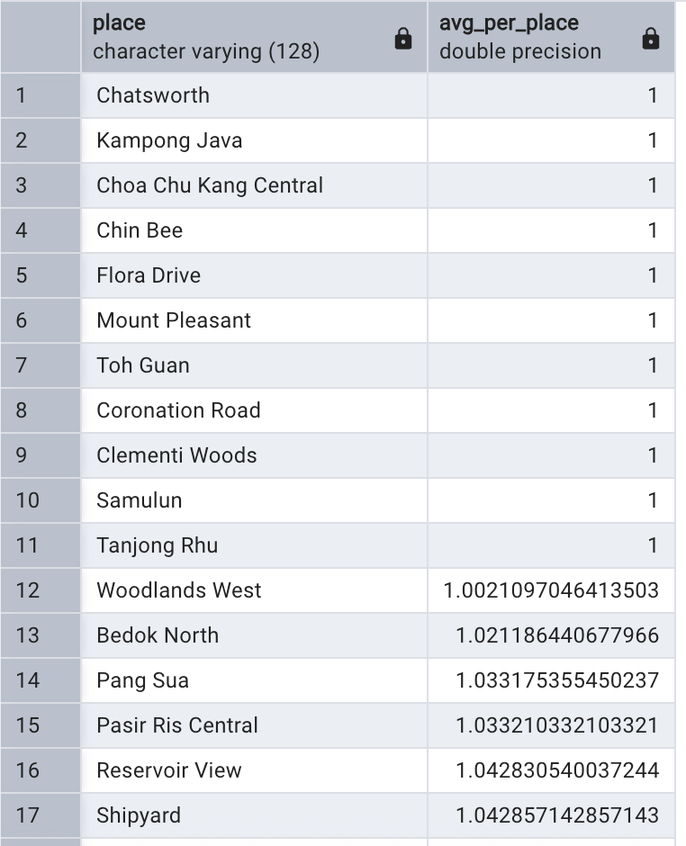 place avg_per_place
character varying (128) double precision
1 Chatsworth 1
2 Kampong Java 1
3 Choa Chu Kang Central 1
4 Chin Bee 1
5 Flora Drive 1
6 Mount Pleasant 1
7 Toh Guan 1
8 Coronation Road 1
9 Clementi Woods 1
10 Samulun 1
11 Tanjong Rhu 1
12 Woodlands West 1.0021097046413503
13 Bedok North 1.021186440677966
14 Pang Sua 1.033175355450237
15 Pasir Ris Central 1.033210332103321
16 Reservoir View 1.042830540037244
17 Shipyard 1.042857142857143